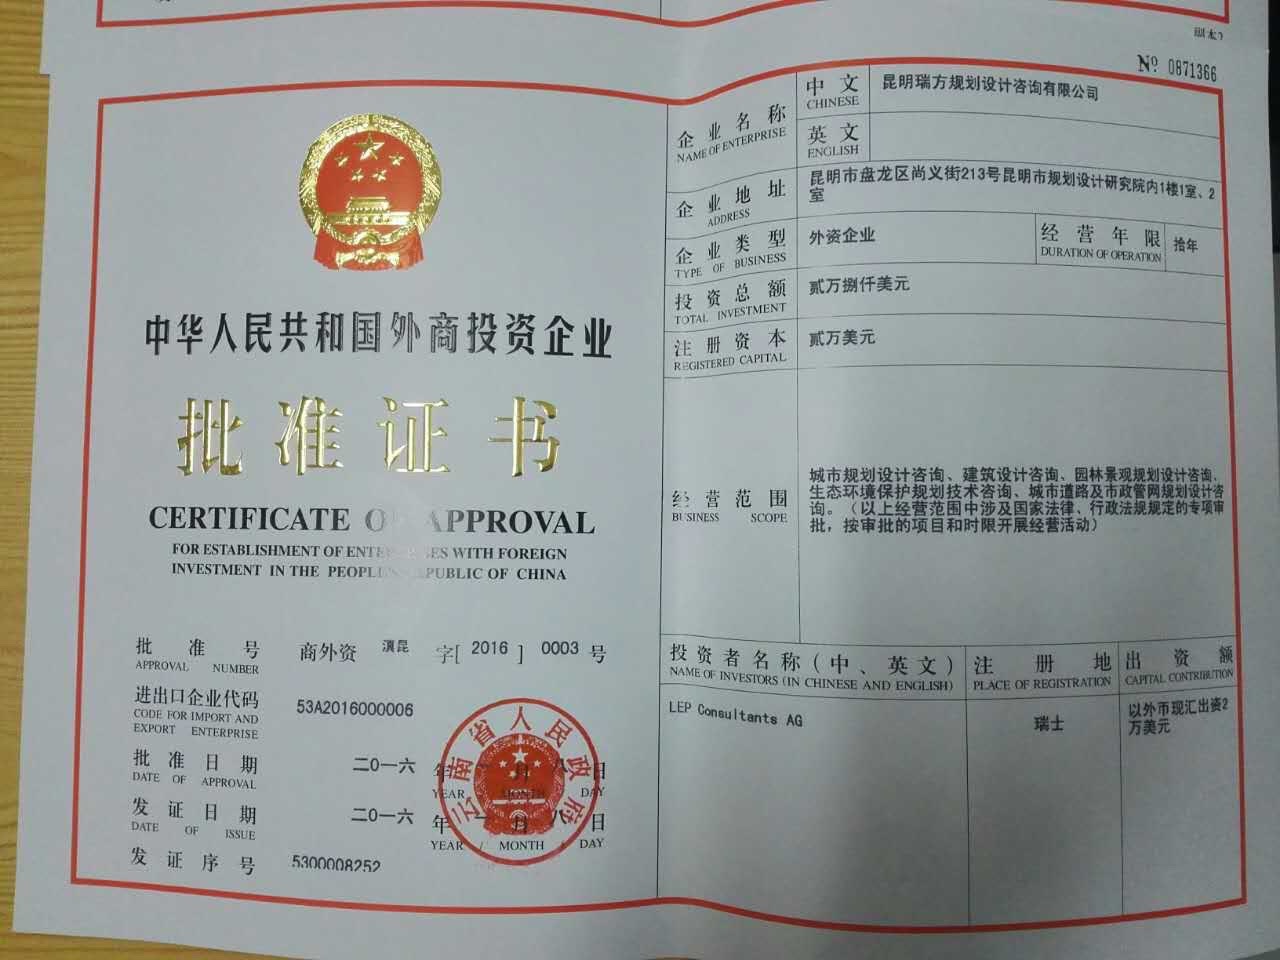 副本2
№ 0871366
中华人民共和国外商投资企业
批准证书
CERTIFICATE OF APPROVAL
FOR ESTABLISHMENT OF ENTERPRISES WITH FOREIGN
INVESTMENT IN THE PEOPLE'S REPUBLIC OF CHINA
批准号 商外资 滇昆 字[ 2016 ] 0003 号
APPROVAL NUMBER
进出口企业代码 53A2016000006
CODE FOR IMPORT AND
EXPORT ENTERPRISE
批准日期 二0一六 年 一 月 八 日
DATE OF APPROVAL YEAR MONTH DAY
发证日期 二0一六 年 一 月 八 日
DATE OF ISSUE YEAR / MONTH / DAY
发证序号 5300008252
云南省人民政府
企业名称 中文 昆明瑞方规划设计咨询有限公司
NAME OF ENTERPRISE CHINESE
英文
ENGLISH
企业地址 昆明市盘龙区尚义街213号昆明市规划设计研究院内1楼1室、2
ADDRESS 室
企业类型 外资企业 经营年限 拾年
TYPE OF BUSINESS DURATION OF OPERATION
投资总额 贰万捌仟美元
TOTAL INVESTMENT
注册资本 贰万美元
REGISTERED CAPITAL
经营范围
BUSINESS SCOPE
城市规划设计咨询、建筑设计咨询、园林景观规划设计咨询、
生态环境保护规划技术咨询、城市道路及市政管网规划设计咨
询。（以上经营范围中涉及国家法律、行政法规规定的专项审
批，按审批的项目和时限开展经营活动）
投资者名称（中、英文） 注册地 出资额
NAME OF INVESTORS (IN CHINESE AND ENGLISH) PLACE OF REGISTRATION CAPITAL CONTRIBUTION
LEP Consultants AG 瑞士 以外币现汇出资2
万美元